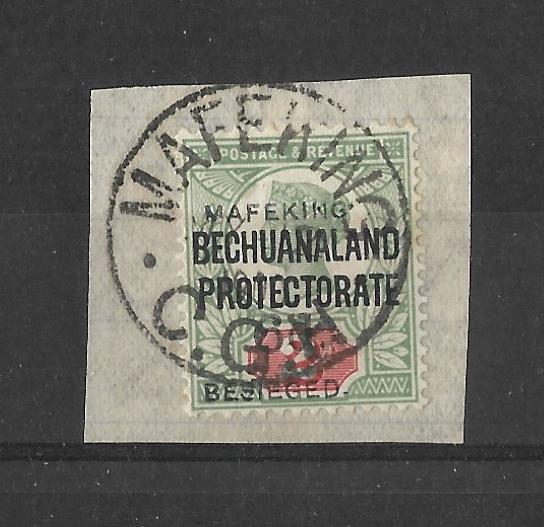 MAFEKING
POSTAGE & REVENUE
MAFEKING,
BECHUANALAND
PROTECTORATE
C.G.H
BESIEGED.